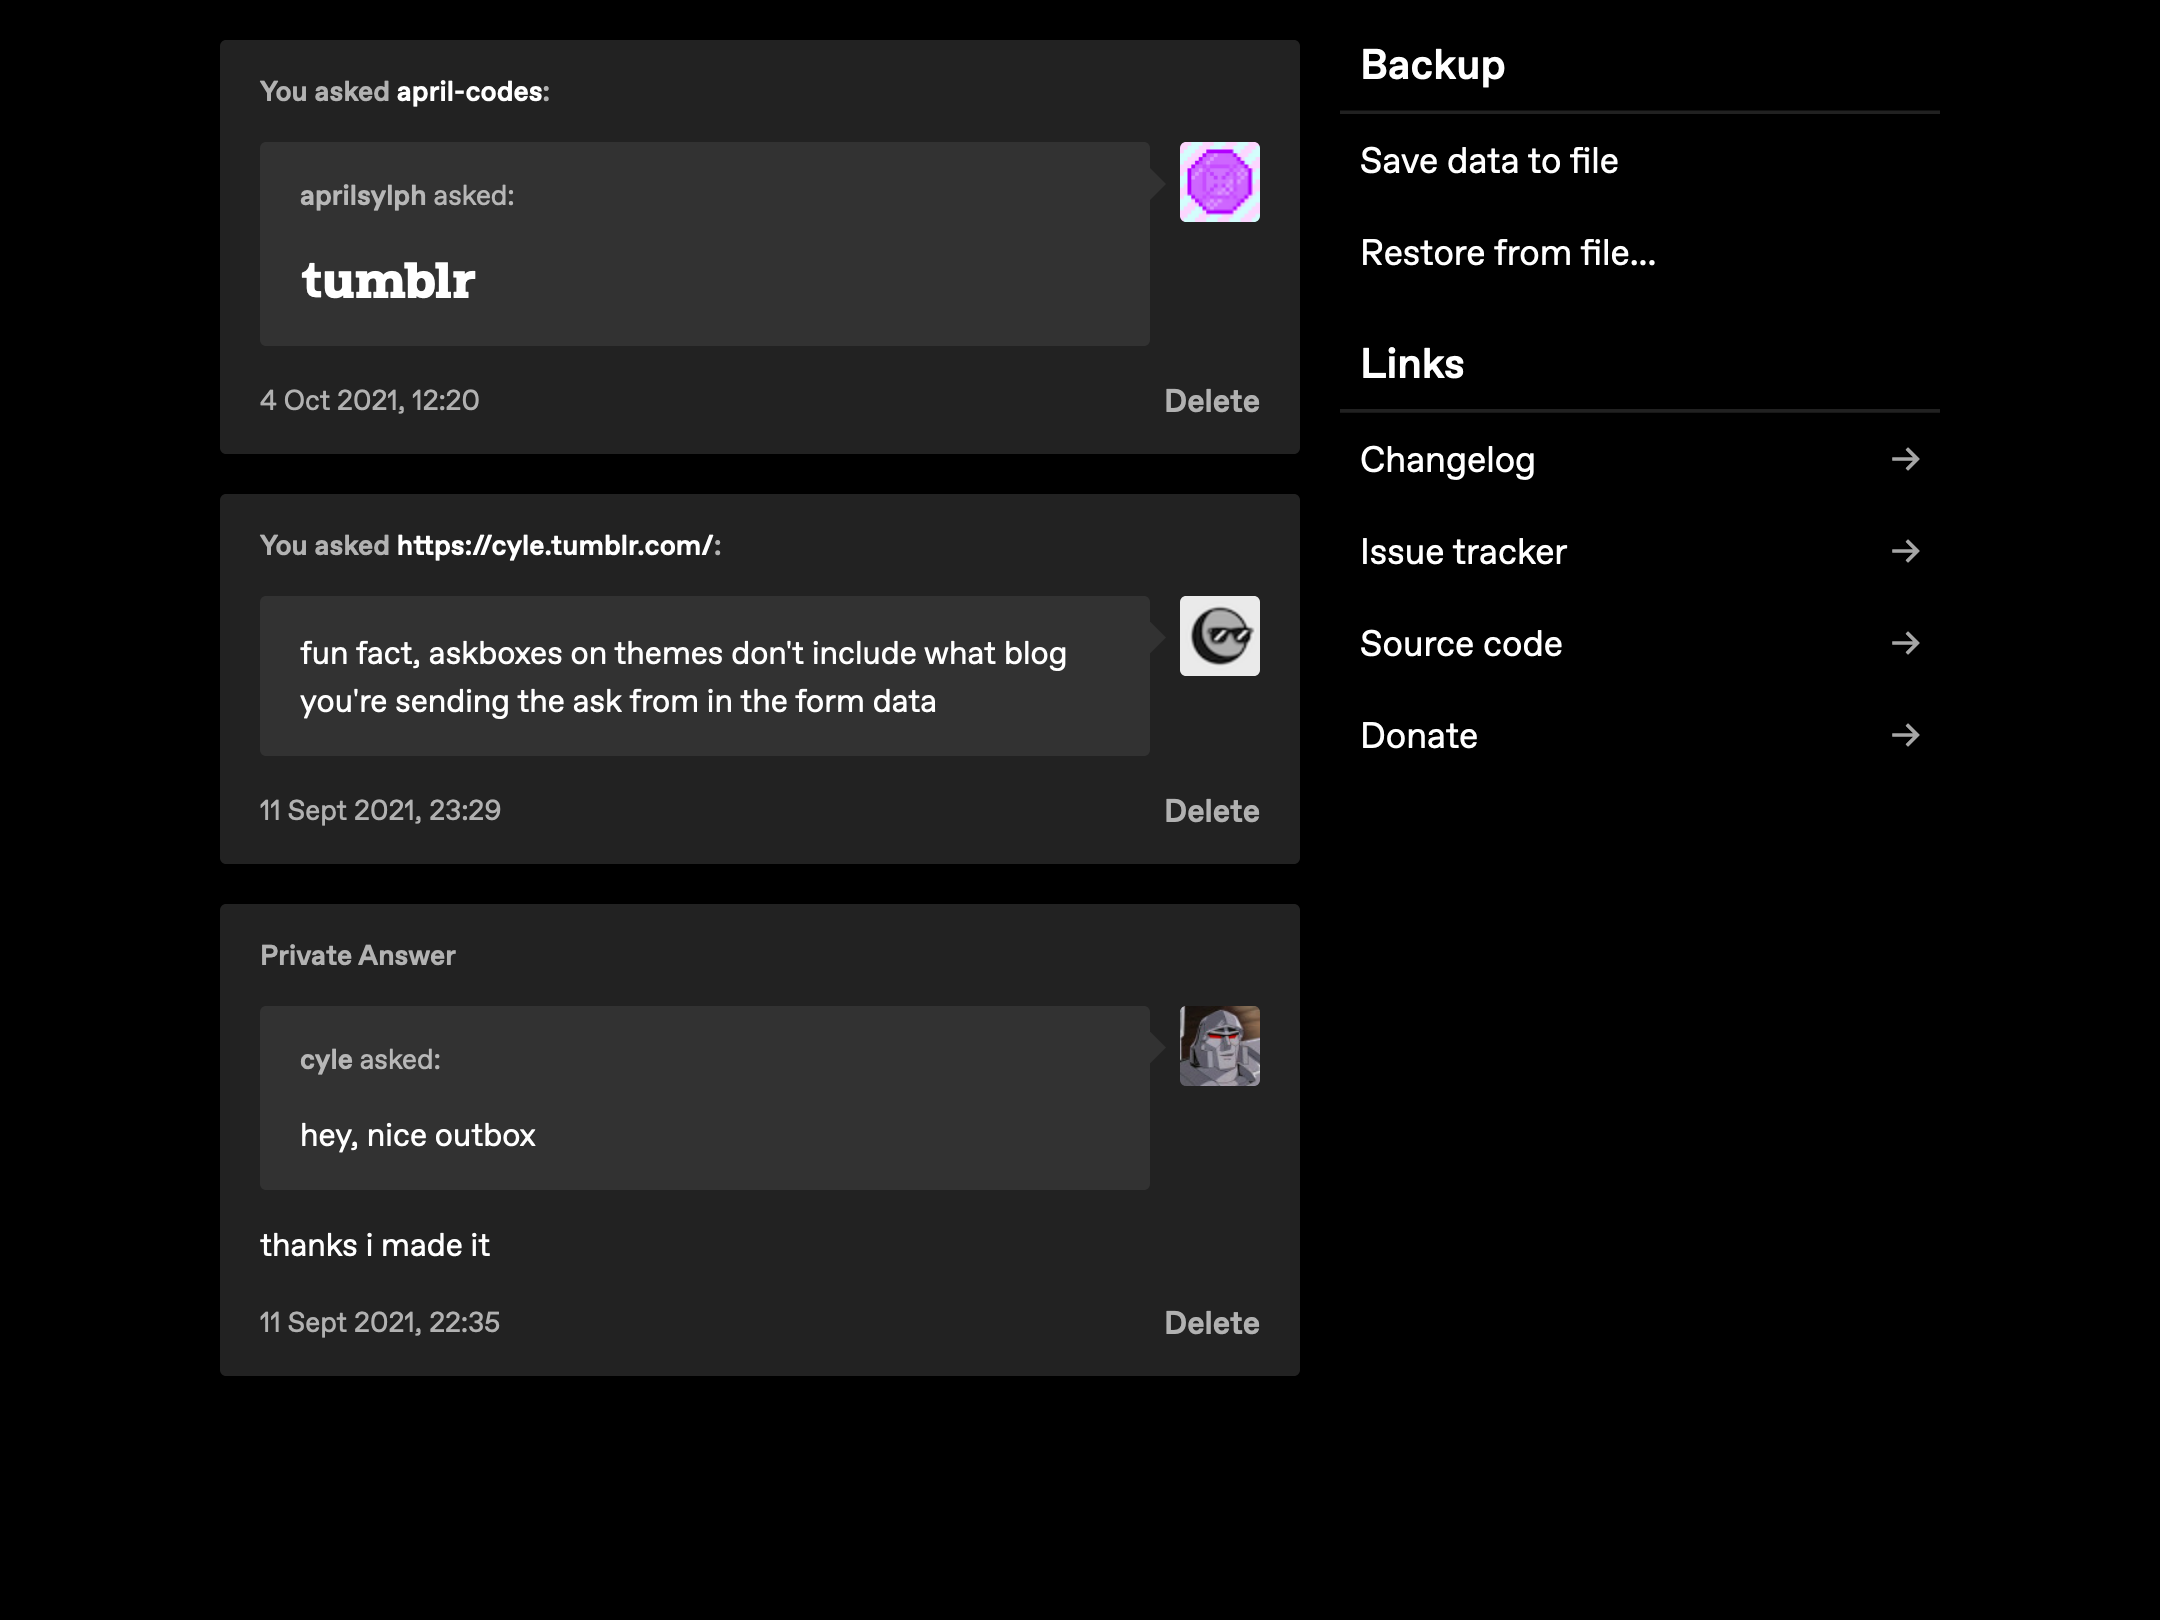 You asked april-codes:
aprilsylph asked:
tumblr
4 Oct 2021, 12:20
Delete
You asked https://cyle.tumblr.com/:
fun fact, askboxes on themes don't include what blog
you're sending the ask from in the form data
11 Sept 2021, 23:29
Delete
Private Answer
cyle asked:
hey, nice outbox
thanks i made it
11 Sept 2021, 22:35
Delete
Backup
Save data to file
Restore from file...
Links
Changelog
Issue tracker
Source code
Donate